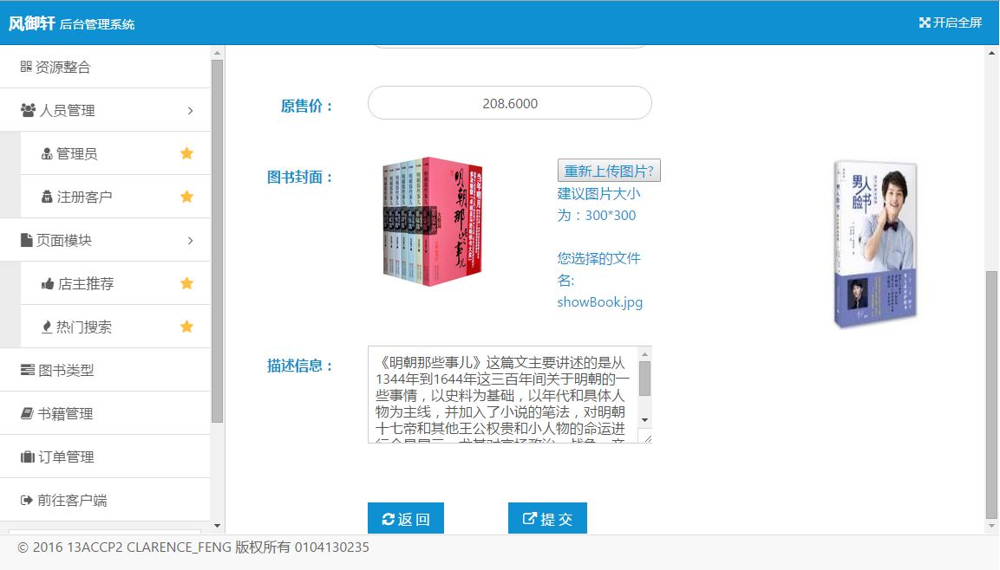 风御轩 后台管理系统
开启全屏
资源整合
人员管理
管理员
注册客户
页面模块
店主推荐
热门搜索
图书类型
书籍管理
订单管理
前往客户端
原售价：
208.6000
图书封面：
明朝那些事儿
重新上传图片?
建议图片大小
为：300*300
您选择的文件
名:
showBook.jpg
男人
脸书
描述信息：
《明朝那些事儿》这篇文主要讲述的是从
1344年到1644年这三百年间关于明朝的一
些事情，以史料为基础，以年代和具体人
物为主线，并加入了小说的笔法，对明朝
十七帝和其他王公权贵和小人物的命运进
返回
提交
© 2016 13ACCP2 CLARENCE_FENG 版权所有 0104130235